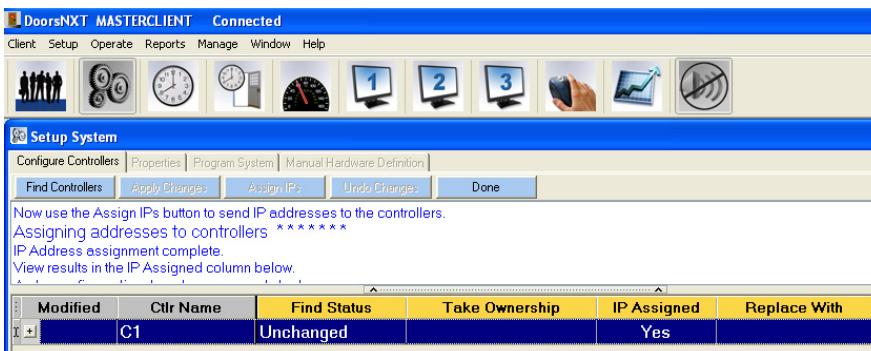 DoorsNXT MASTERCLIENT Connected
Client Setup Operate Reports Manage Window Help
1 2 3
Setup System
Configure Controllers Properties Program System Manual Hardware Definition
Find Controllers Apply Changes Assign IPs Undo Changes Done
Now use the Assign IPs button to send IP addresses to the controllers.
Assigning addresses to controllers *******
IP Address assignment complete.
View results in the IP Assigned column below.
Modified Ctlr Name Find Status Take Ownership IP Assigned Replace With
C1 Unchanged Yes